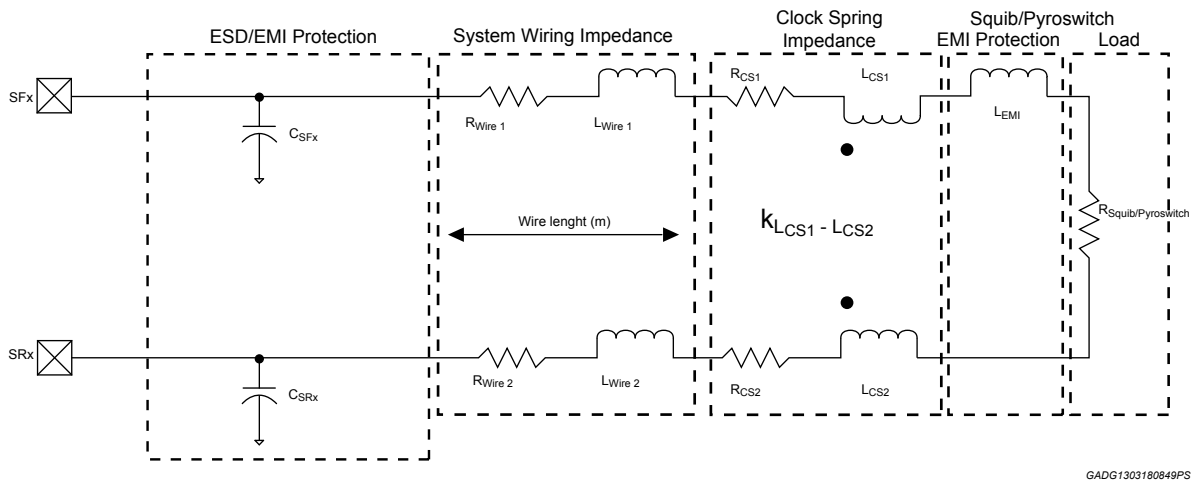 ESD/EMI Protection
System Wiring Impedance
Clock Spring
Impedance
Squib/Pyroswitch
EMI Protection
Load
SFx
CSFx
RWire 1
LWire 1
RCS1
LCS1
LEMI
Wire lenght (m)
kLCS1 - LCS2
RSquib/Pyroswitch
SRx
CSRx
RWire 2
LWire 2
RCS2
LCS2
GADG1303180849PS